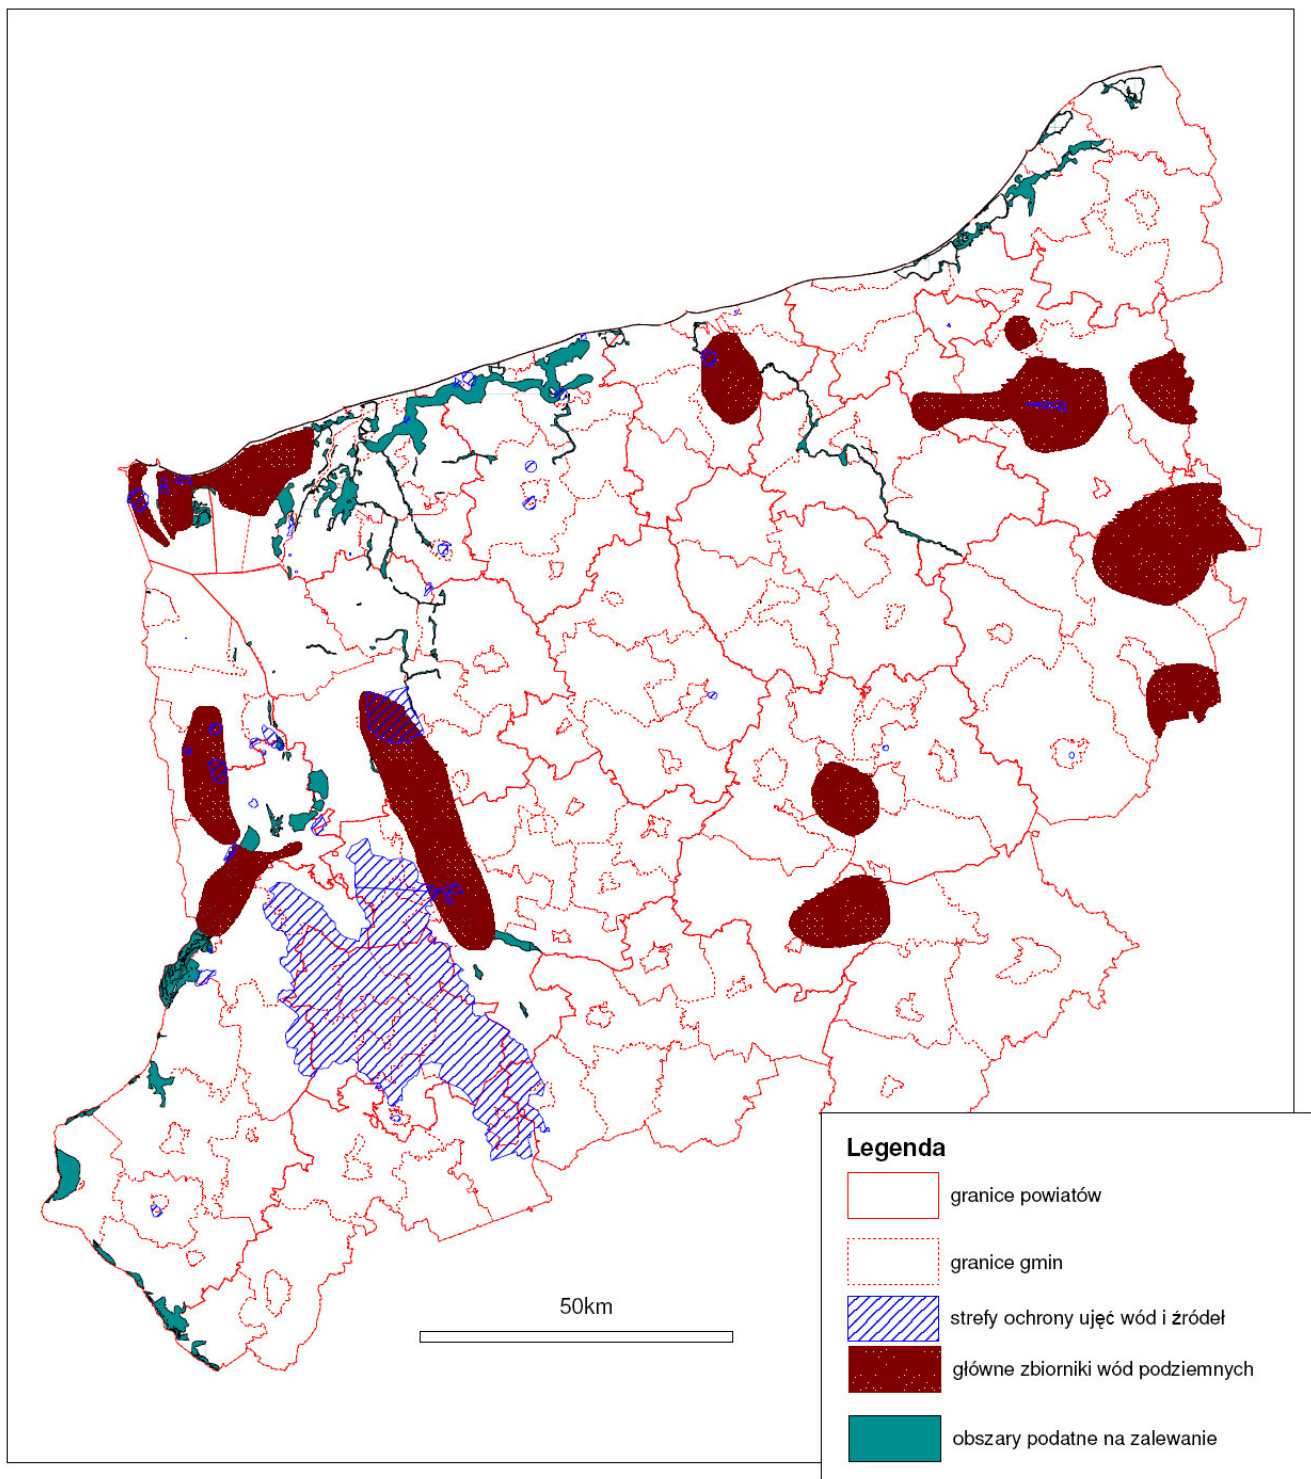 50km
Legenda
granice powiatów
granice gmin
strefy ochrony ujęć wód i źródeł
główne zbiorniki wód podziemnych
obszary podatne na zalewanie